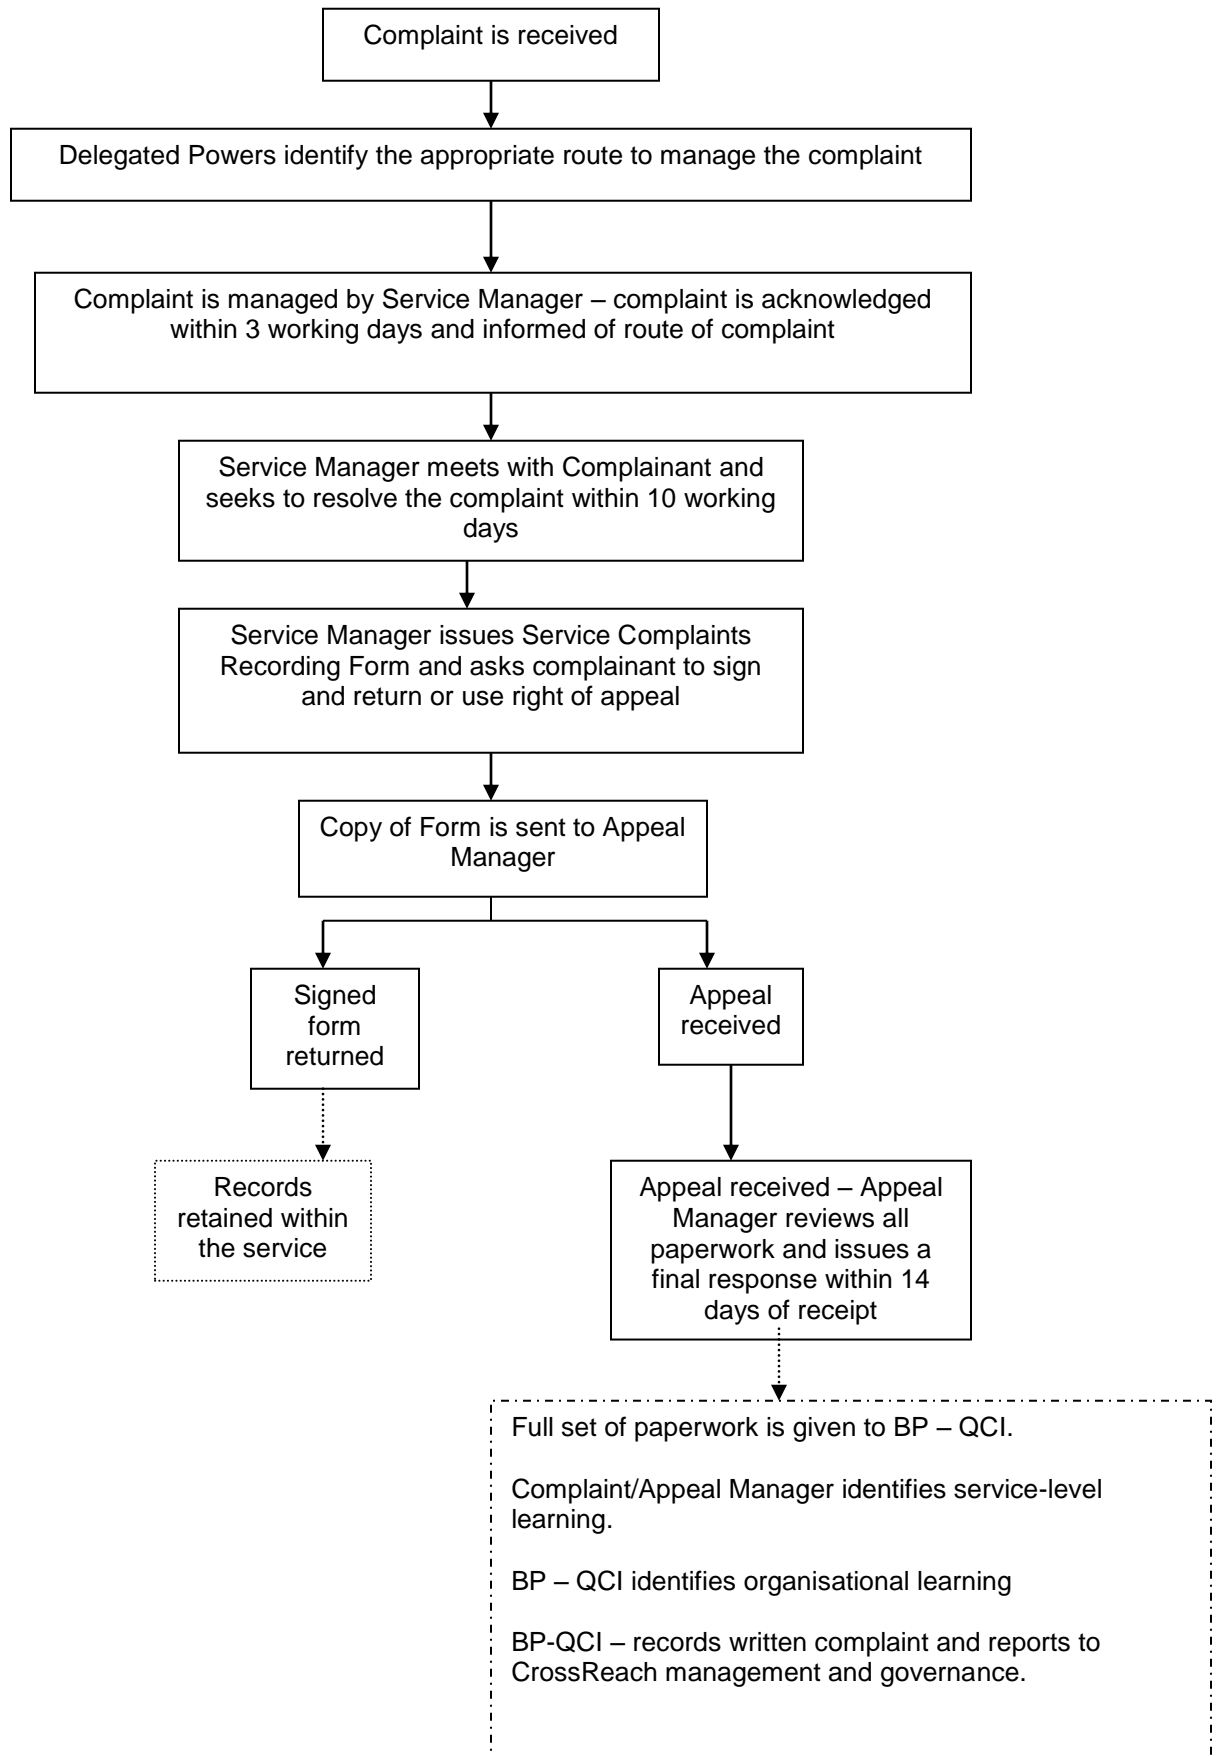 Complaint is received
Delegated Powers identify the appropriate route to manage the complaint
Complaint is managed by Service Manager – complaint is acknowledged
within 3 working days and informed of route of complaint
Service Manager meets with Complainant and
seeks to resolve the complaint within 10 working
days
Service Manager issues Service Complaints
Recording Form and asks complainant to sign
and return or use right of appeal
Copy of Form is sent to Appeal
Manager
Signed
form
returned
Appeal
received
Records
retained within
the service
Appeal received – Appeal
Manager reviews all
paperwork and issues a
final response within 14
days of receipt
Full set of paperwork is given to BP – QCI.
Complaint/Appeal Manager identifies service-level
learning.
BP – QCI identifies organisational learning
BP-QCI – records written complaint and reports to
CrossReach management and governance.